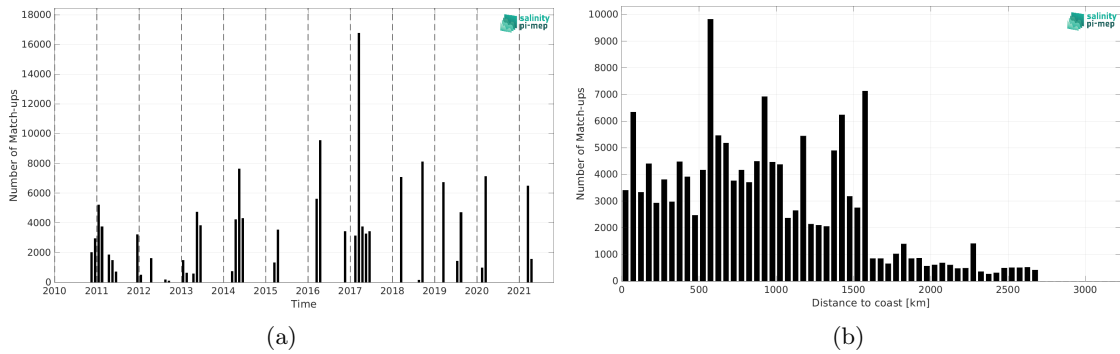 18000
16000
14000
12000
10000
8000
6000
4000
2000
0
Number of Match-ups
2010 2011 2012 2013 2014 2015 2016 2017 2018 2019 2020 2021
Time
salinity
pi-mep
(a)
10000
9000
8000
7000
6000
5000
4000
3000
2000
1000
0
Number of Match-ups
0 500 1000 1500 2000 2500 3000
Distance to coast [km]
salinity
pi-mep
(b)